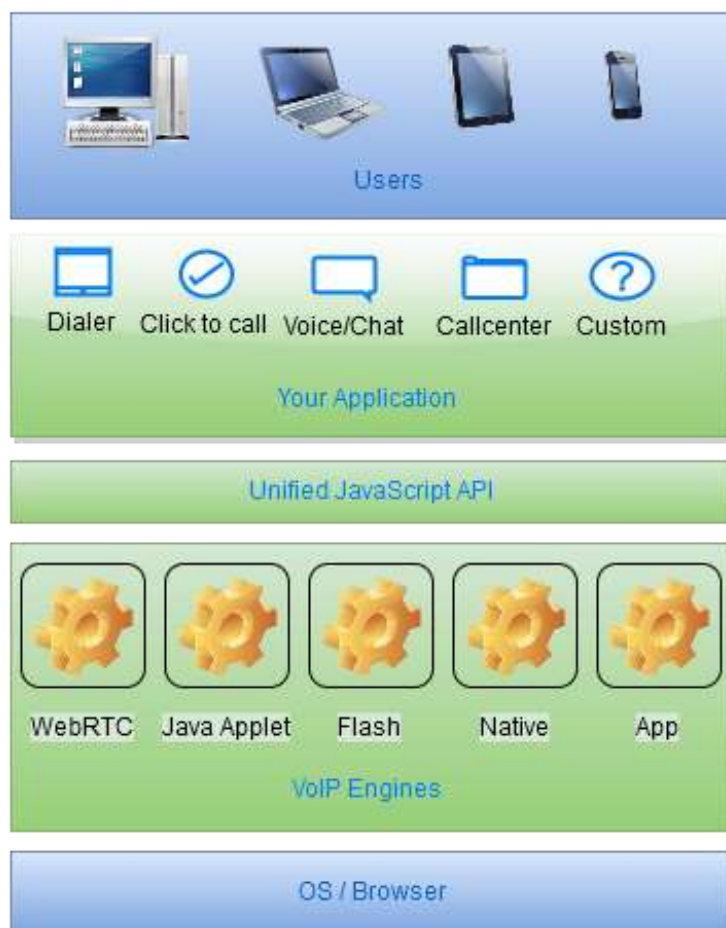 Users
Dialer Click to call Voice/Chat Callcenter Custom
Your Application
Unified JavaScript API
WebRTC Java Applet Flash Native App
VoIP Engines
OS / Browser